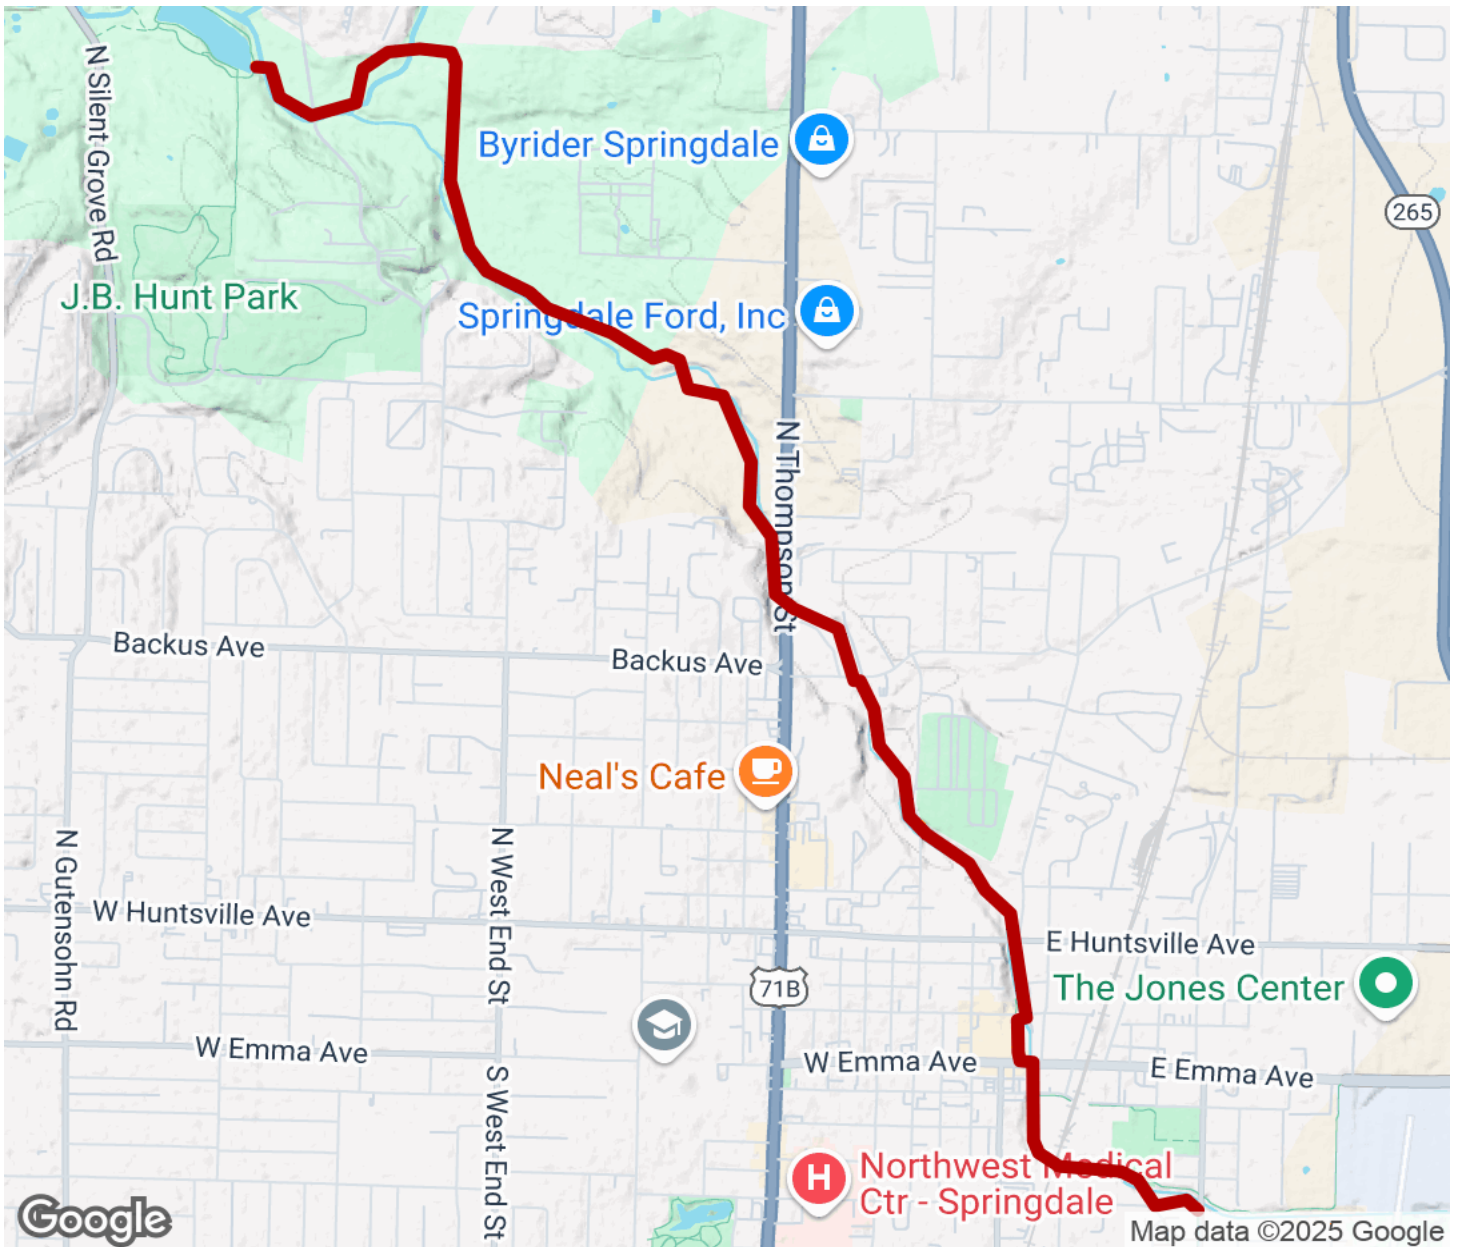 N Silent Grove Rd
Byrider Springdale
265
J.B. Hunt Park
Springdale Ford, Inc
N Thompson St
Backus Ave
Backus Ave
Neal's Cafe
N Gutensohn Rd
N West End St
W Huntsville Ave
E Huntsville Ave
71B
The Jones Center
W Emma Ave
W Emma Ave
E Emma Ave
S West End St
H
Northwest Medical
Ctr - Springdale
Google
Map data ©2025 Google